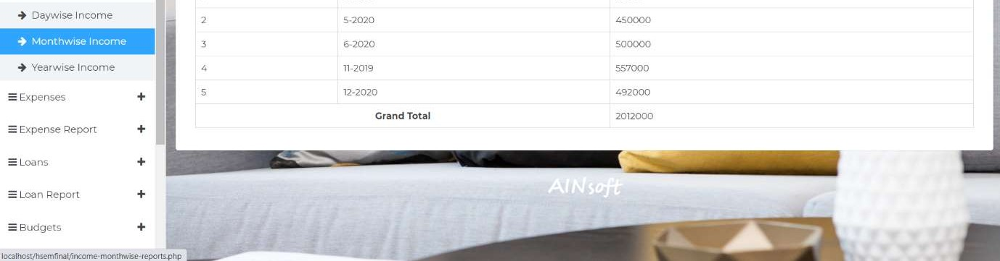 Daywise Income
Monthwise Income
Yearwise Income
Expenses
Expense Report
Loans
Loan Report
Budgets
2 5-2020 450000
3 6-2020 500000
4 11-2019 557000
5 12-2020 492000
Grand Total 2012000
AINsoft
localhost/hsemfinal/income-monthwise-reports.php